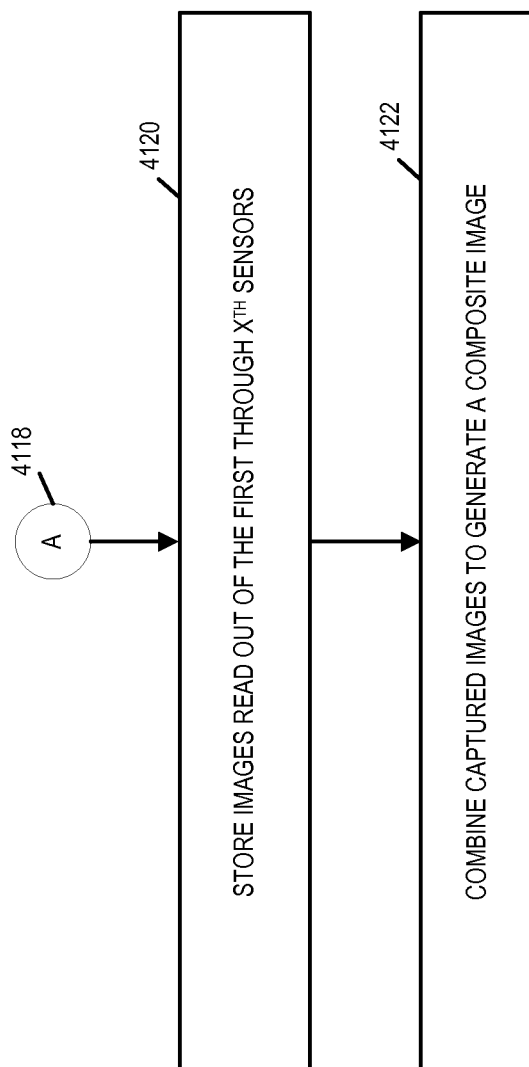 4118
A
4120
STORE IMAGES READ OUT OF THE FIRST THROUGH XTH SENSORS
4122
COMBINE CAPTURED IMAGES TO GENERATE A COMPOSITE IMAGE